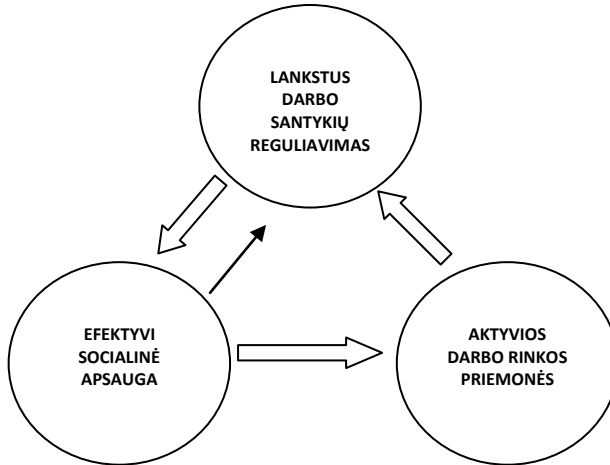 LANKSTUS
DARBO
SANTYKIŲ
REGULIAVIMAS
EFEKTYVI
SOCIALINĖ
APSAUGA
AKTYVIOS
DARBO RINKOS
PRIEMONĖS